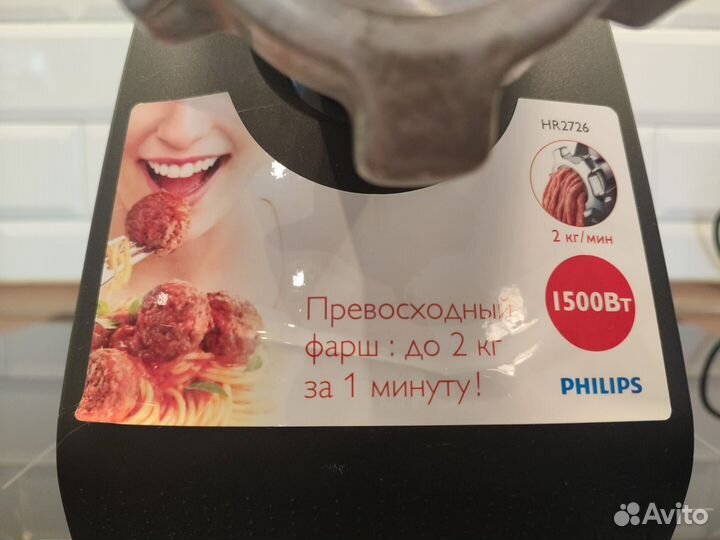 HR2726
2 кг/мин
1500Вт
Превосходный
фарш : до 2 кг
за 1 минуту!
PHILIPS
Avito